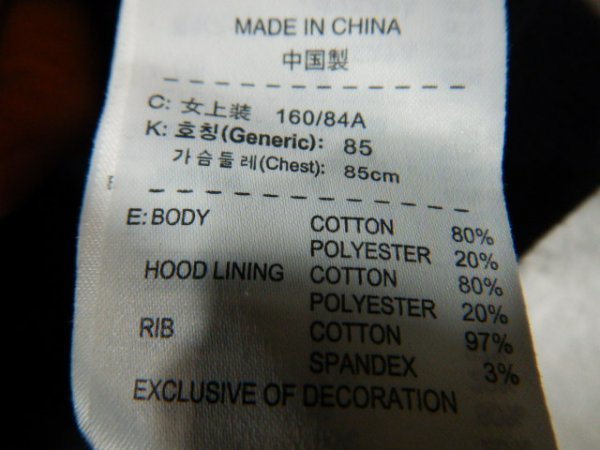 MADE IN CHINA
中国製
C: 女上装 160/84A
K: 호칭(Generic): 85
가슴둘레(Chest): 85cm
E: BODY COTTON 80%
POLYESTER 20%
HOOD LINING COTTON 80%
POLYESTER 20%
RIB COTTON 97%
SPANDEX 3%
EXCLUSIVE OF DECORATION